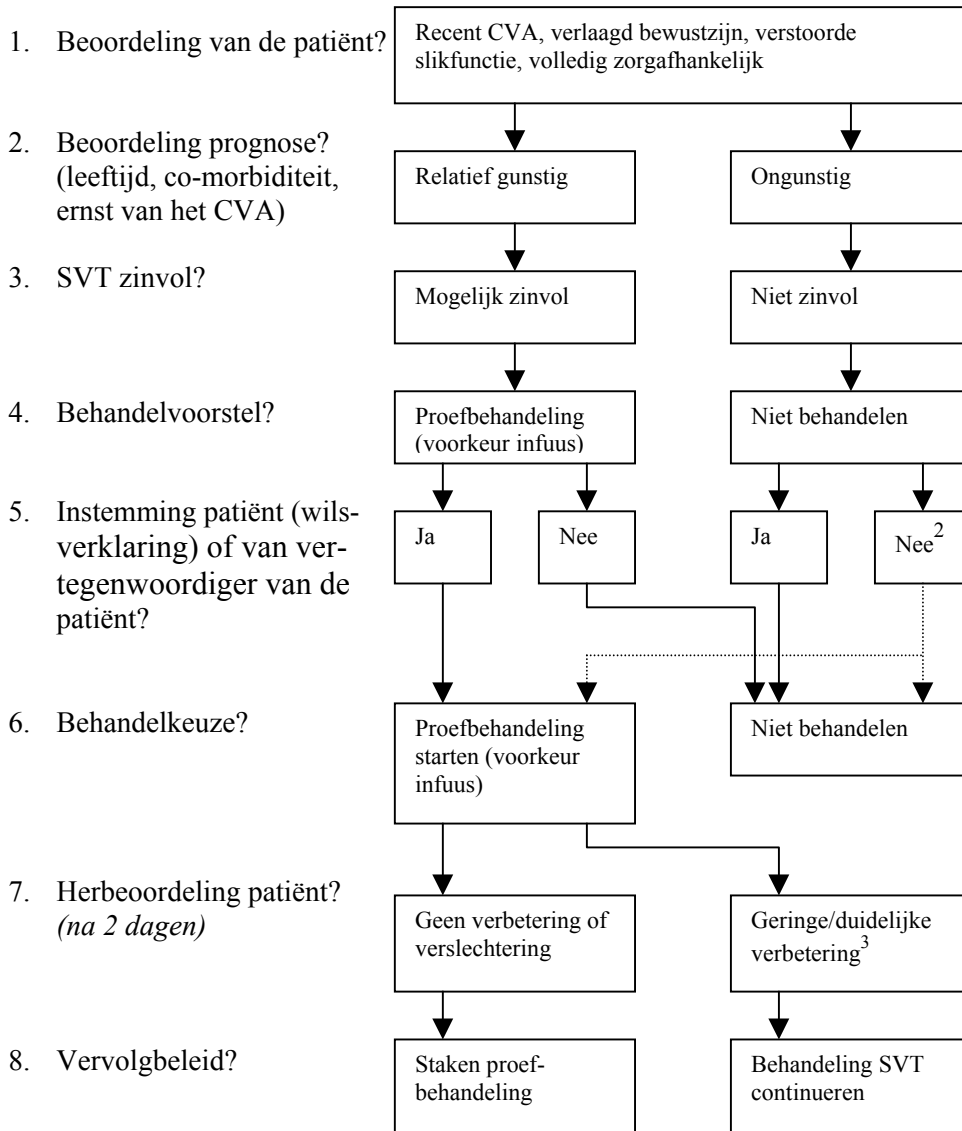 1. Beoordeling van de patiënt?
Recent CVA, verlaagd bewustzijn, verstoorde
slikfunctie, volledig zorgafhankelijk
2. Beoordeling prognose?
(leeftijd, co-morbiditeit,
ernst van het CVA)
Relatief gunstig
Ongunstig
3. SVT zinvol?
Mogelijk zinvol
Niet zinvol
4. Behandelvoorstel?
Proefbehandeling
(voorkeur infuus)
Niet behandelen
5. Instemming patiënt (wils-
verklaring) of van ver-
tegenwoordiger van de
patiënt?
Ja
Nee
Ja
Nee2
6. Behandelkeuze?
Proefbehandeling
starten (voorkeur
infuus)
Niet behandelen
7. Herbeoordeling patiënt?
(na 2 dagen)
Geen verbetering of
verslechtering
Geringe/duidelijke
verbetering3
8. Vervolgbeleid?
Staken proef-
behandeling
Behandeling SVT
continueren